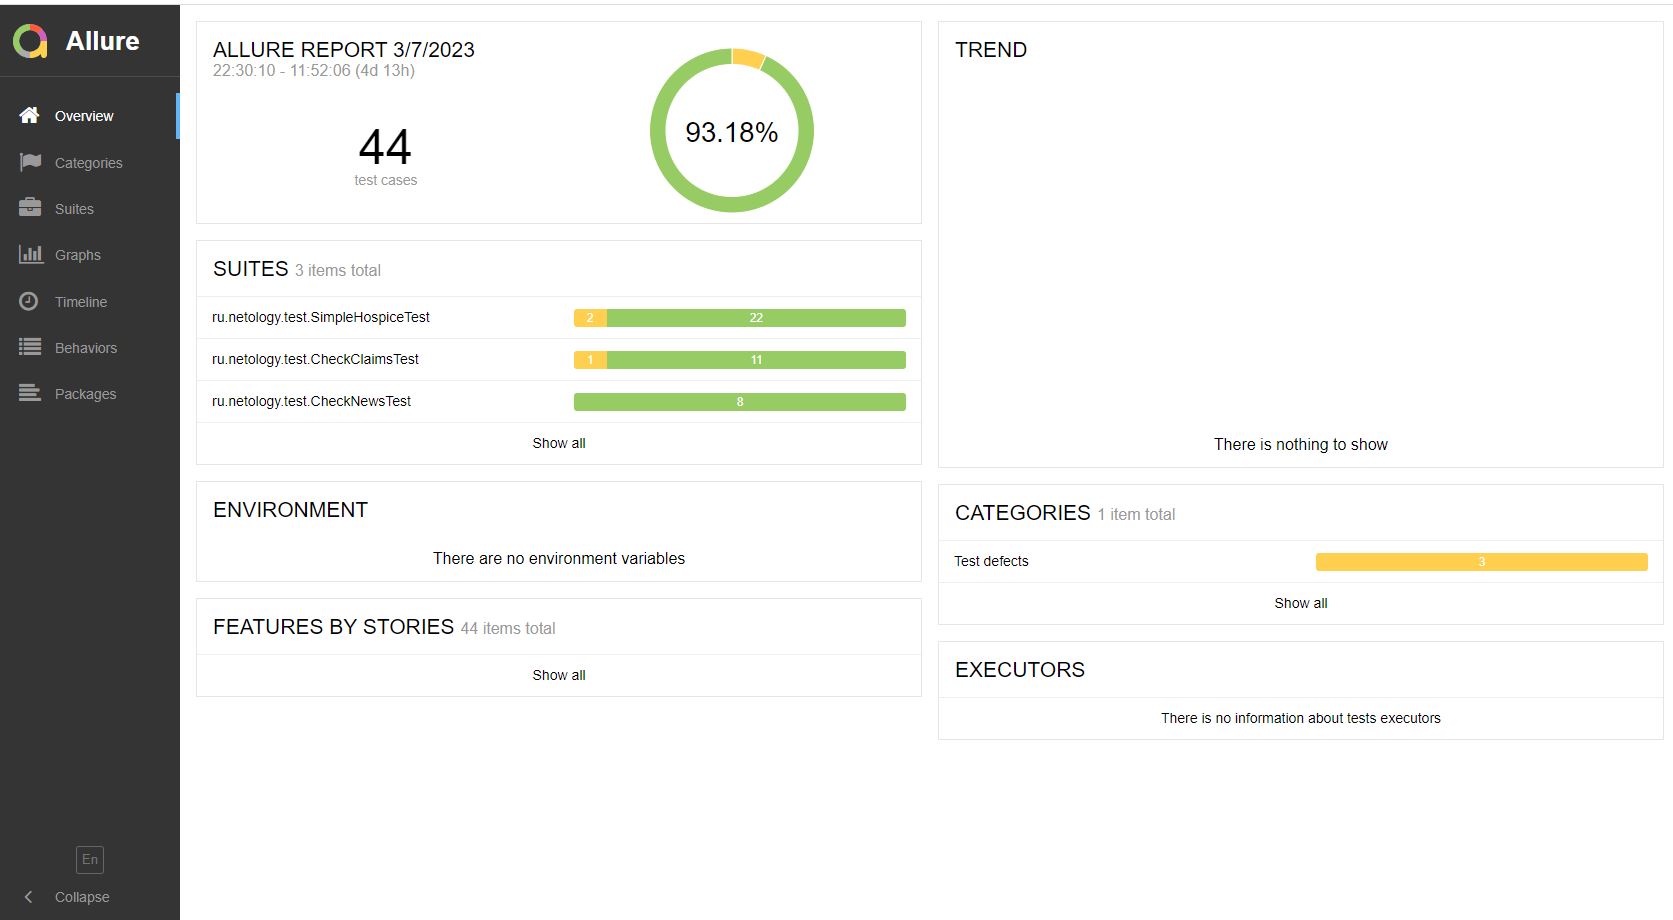 Allure
Overview
Categories
Suites
Graphs
Timeline
Behaviors
Packages
En
Collapse
ALLURE REPORT 3/7/2023
22:30:10 - 11:52:06 (4d 13h)
44
test cases
93.18%
SUITES 3 items total
ru.netology.test.SimpleHospiceTest 2 22
ru.netology.test.CheckClaimsTest 1 11
ru.netology.test.CheckNewsTest 8
Show all
ENVIRONMENT
There are no environment variables
FEATURES BY STORIES 44 items total
Show all
TREND
There is nothing to show
CATEGORIES 1 item total
Test defects 3
Show all
EXECUTORS
There is no information about tests executors